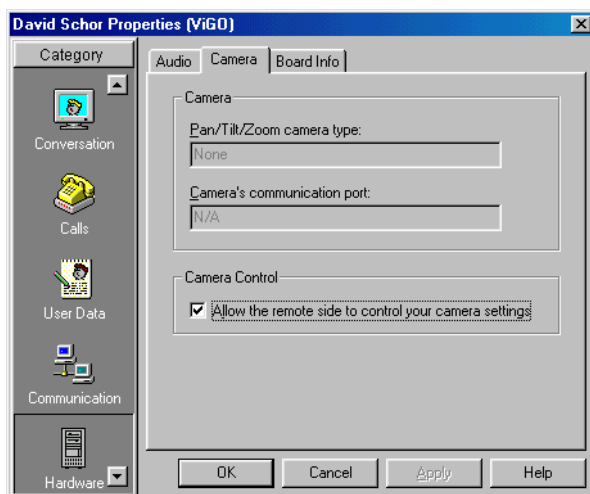 David Schor Properties (ViGO)
Category
Conversation
Calls
User Data
Communication
Hardware
Audio
Camera
Board Info
Camera
Pan/Tilt/Zoom camera type:
None
Camera's communication port:
N/A
Camera Control
Allow the remote side to control your camera settings
OK
Cancel
Apply
Help